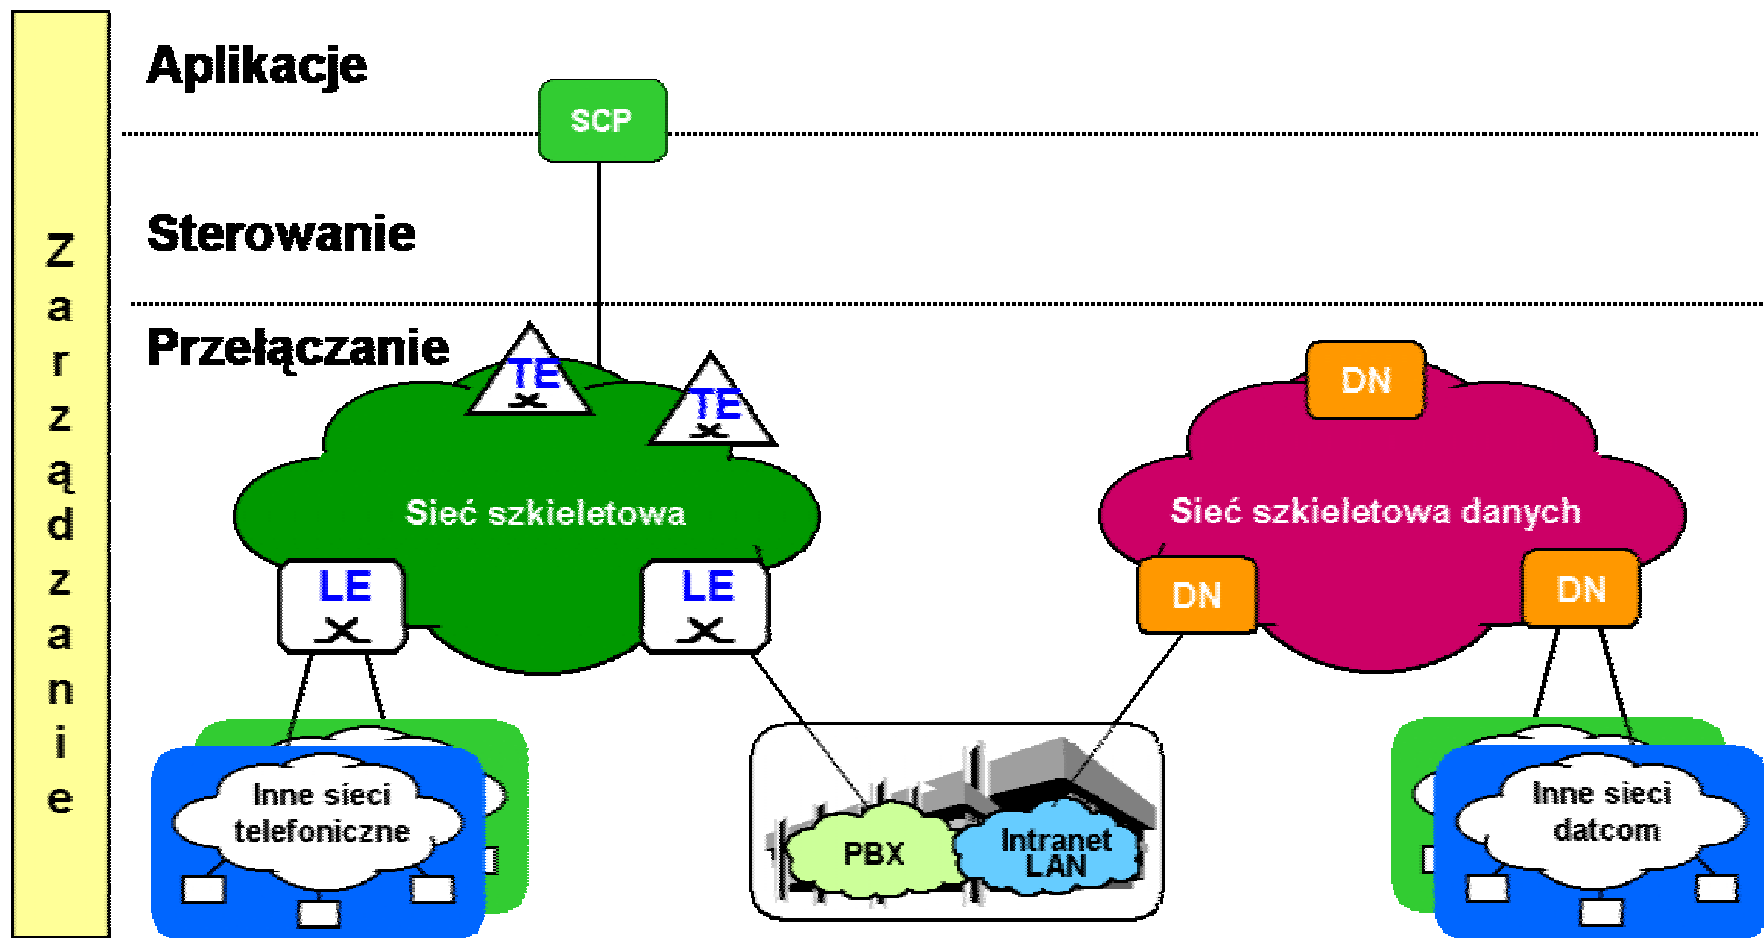 Zarządzanie
Aplikacje
SCP
Sterowanie
Przełączanie
TE
TE
DN
Sieć szkieletowa
Sieć szkieletowa danych
LE
LE
DN
DN
Inne sieci
telefoniczne
PBX
Intranet
LAN
Inne sieci
datcom